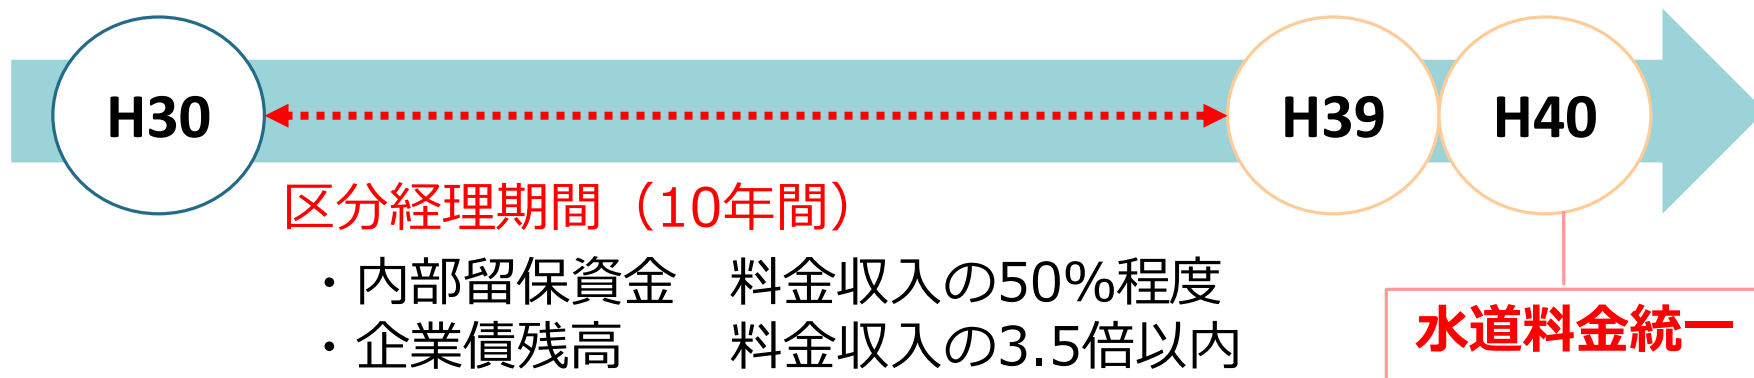 H30
H39
H40
区分経理期間（10年間）
・内部留保資金　料金収入の50%程度
・企業債残高　　料金収入の3.5倍以内
水道料金統一